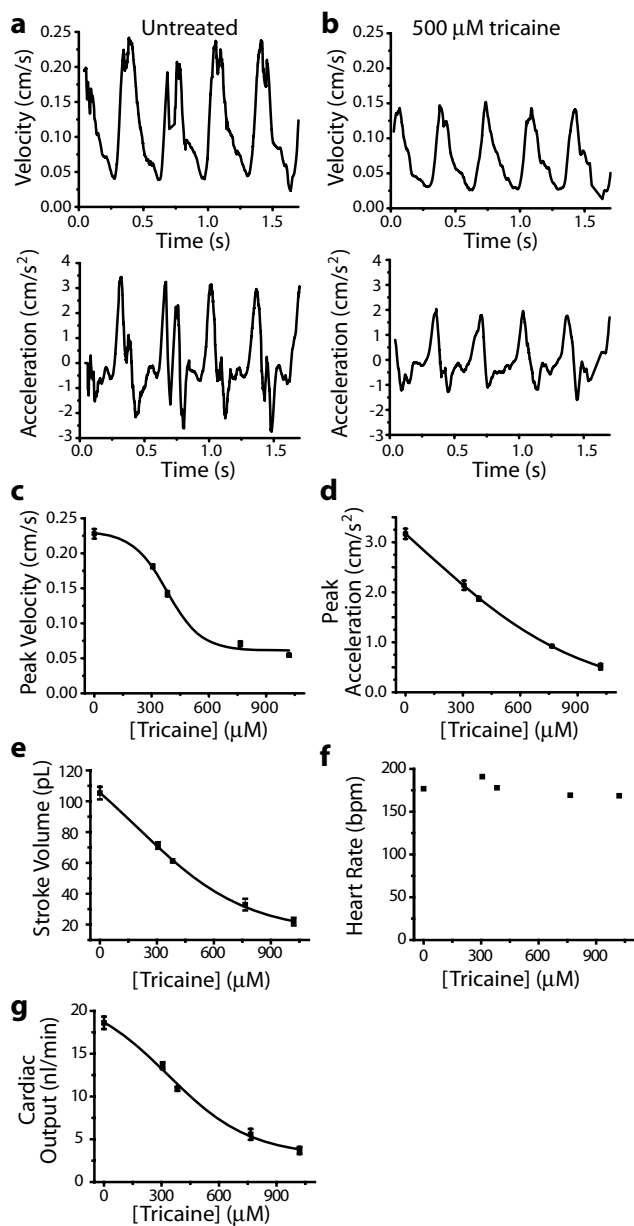 a Untreated
b 500 μM tricaine
Velocity (cm/s)
0.25
0.20
0.15
0.10
0.05
0.00
0.0 0.5 1.0 1.5
Time (s)
Velocity (cm/s)
0.25
0.20
0.15
0.10
0.05
0.00
0.0 0.5 1.0 1.5
Time (s)
Acceleration (cm/s²)
4
3
2
1
0
-1
-2
-3
0.0 0.5 1.0 1.5
Time (s)
Acceleration (cm/s²)
4
3
2
1
0
-1
-2
-3
0.0 0.5 1.0 1.5
Time (s)
c
Peak Velocity (cm/s)
0.25
0.20
0.15
0.10
0.05
0.00
0 300 600 900
[Tricaine] (μM)
d
Peak
Acceleration (cm/s²)
3.0
2.0
1.0
0.0
0 300 600 900
[Tricaine] (μM)
e
Stroke Volume (pL)
120
100
80
60
40
20
0 300 600 900
[Tricaine] (μM)
f
Heart Rate (bpm)
200
150
100
50
0
0 300 600 900
[Tricaine] (μM)
g
Cardiac
Output (nl/min)
20
15
10
5
0
0 300 600 900
[Tricaine] (μM)